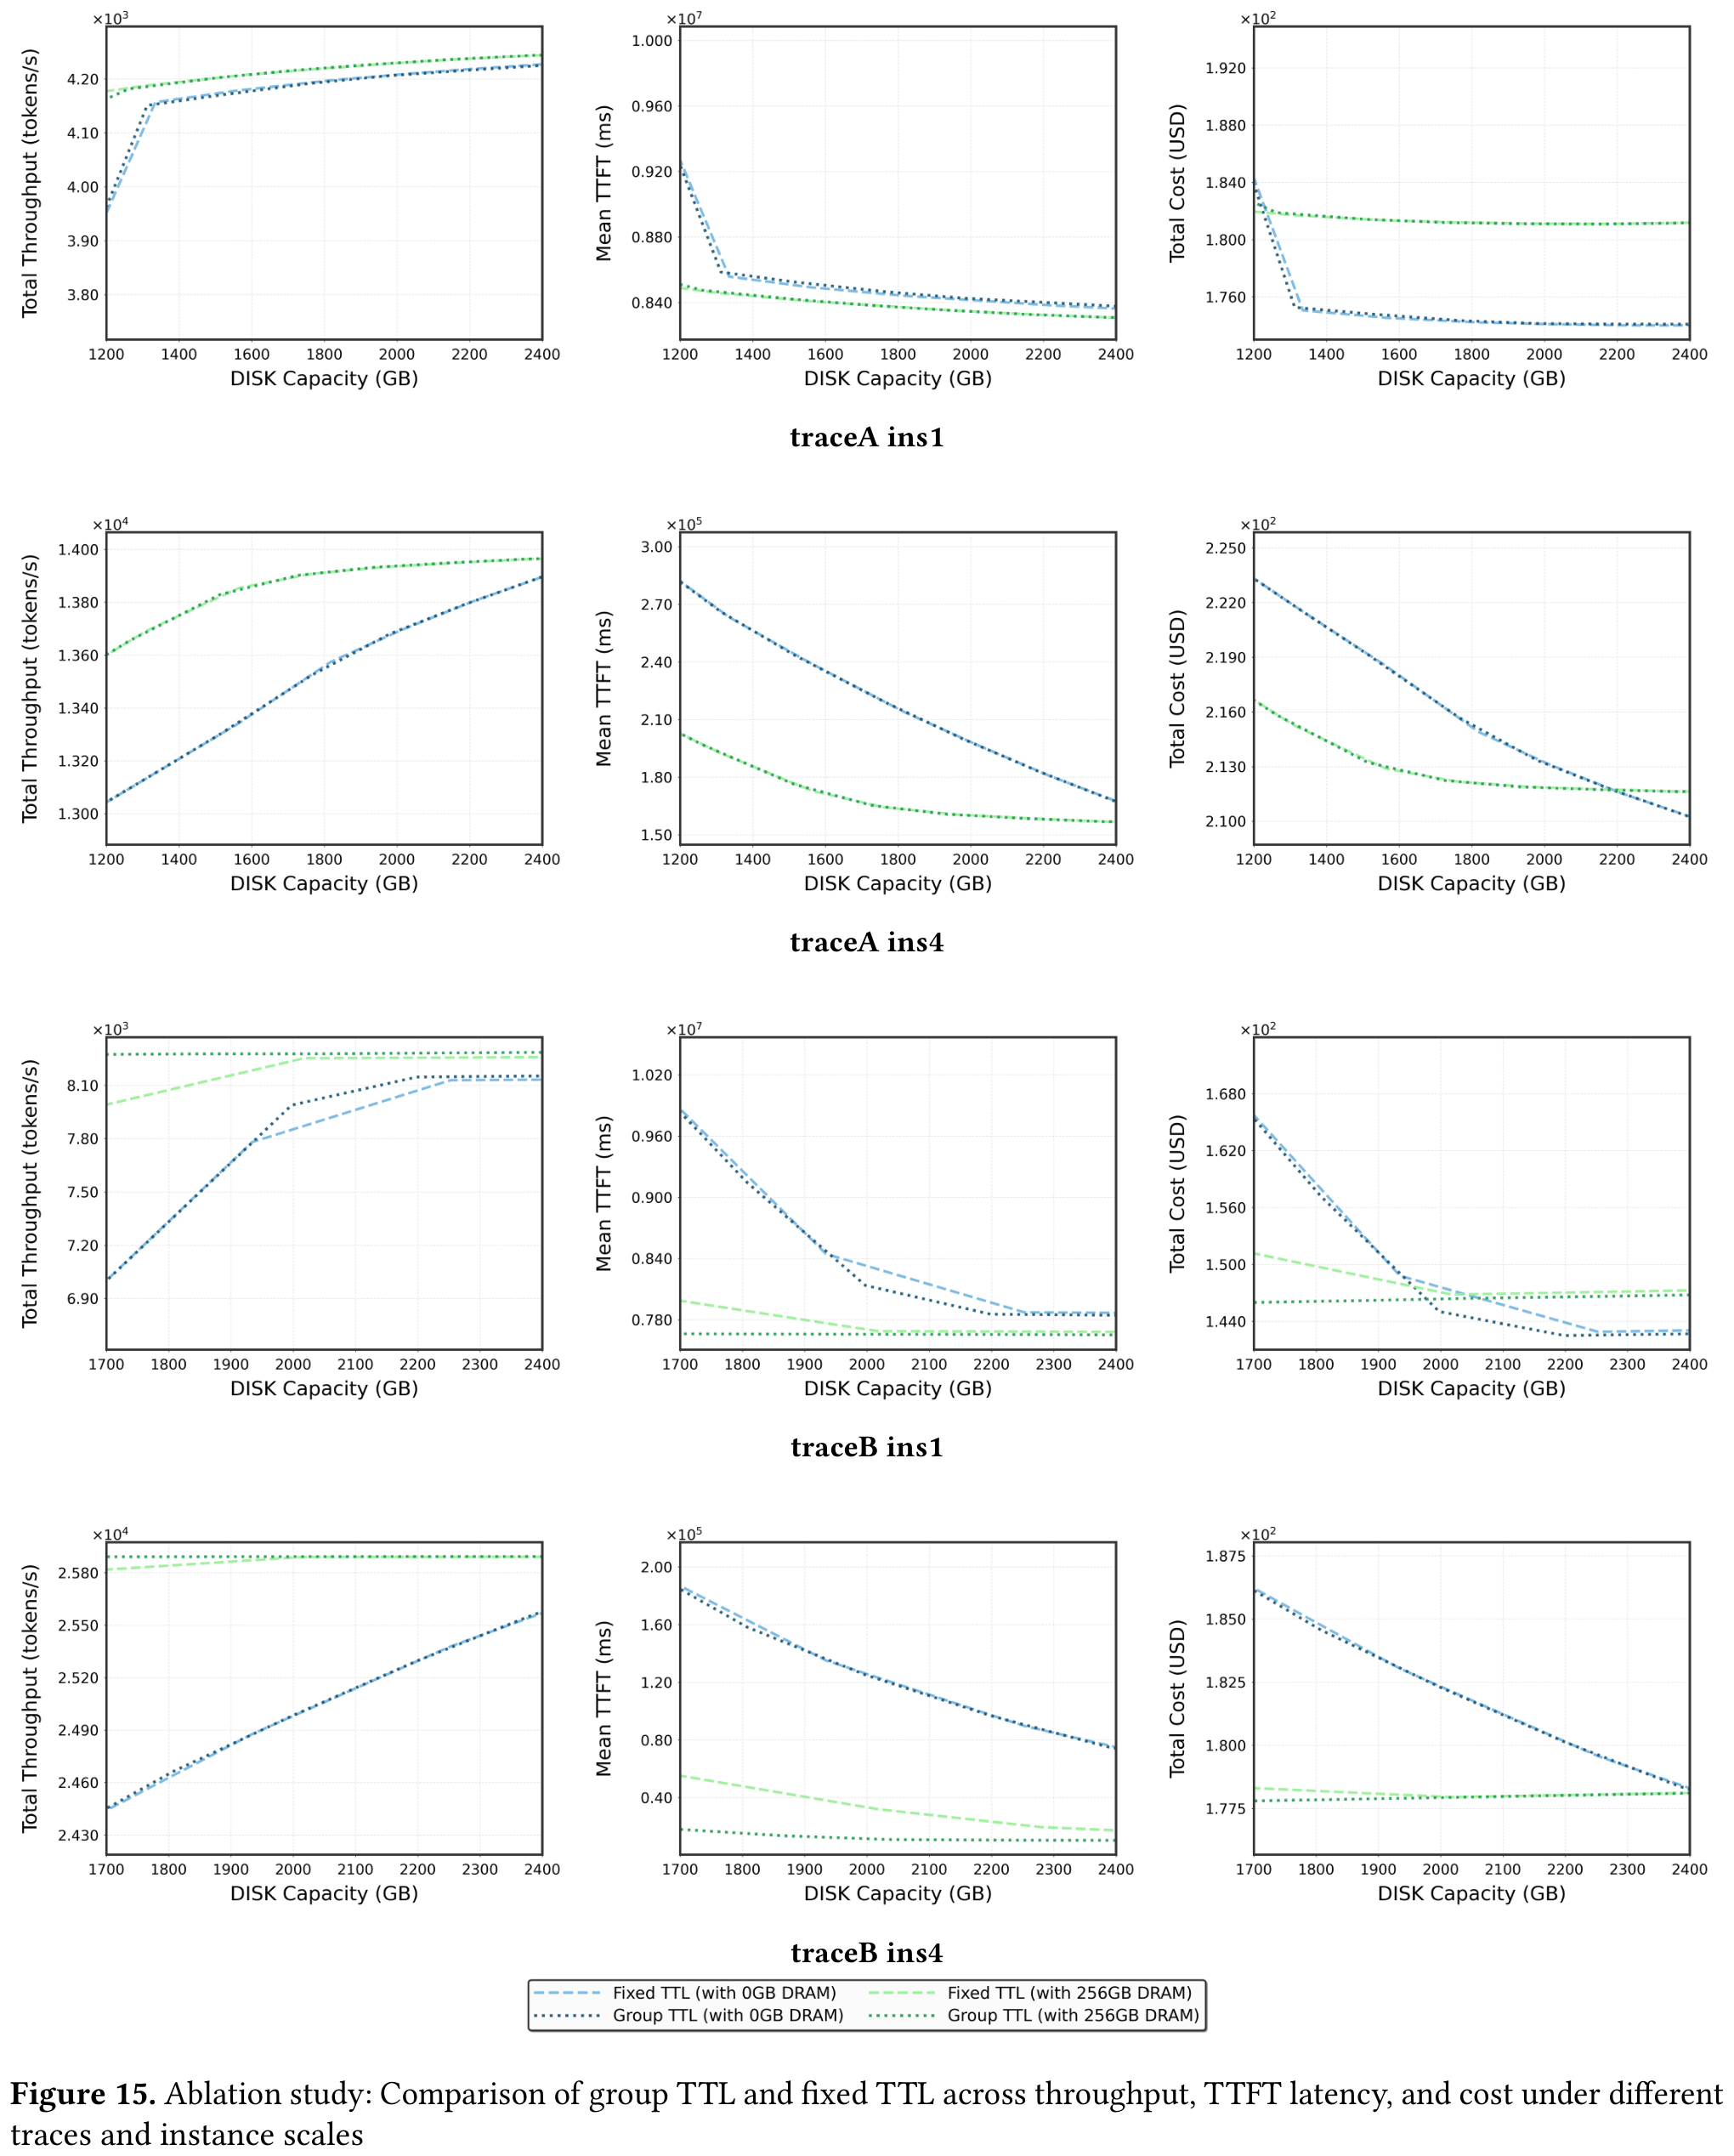 ×10³
Total Throughput (tokens/s)
4.20
4.10
4.00
3.90
3.80
1200 1400 1600 1800 2000 2200 2400
DISK Capacity (GB)
×10⁷
Mean TTFT (ms)
1.000
0.960
0.920
0.880
0.840
1200 1400 1600 1800 2000 2200 2400
DISK Capacity (GB)
×10²
Total Cost (USD)
1.920
1.880
1.840
1.800
1.760
1200 1400 1600 1800 2000 2200 2400
DISK Capacity (GB)
traceA ins1
×10⁴
Total Throughput (tokens/s)
1.400
1.380
1.360
1.340
1.320
1.300
1200 1400 1600 1800 2000 2200 2400
DISK Capacity (GB)
×10⁵
Mean TTFT (ms)
3.00
2.70
2.40
2.10
1.80
1.50
1200 1400 1600 1800 2000 2200 2400
DISK Capacity (GB)
×10²
Total Cost (USD)
2.250
2.220
2.190
2.160
2.130
2.100
1200 1400 1600 1800 2000 2200 2400
DISK Capacity (GB)
traceA ins4
×10³
Total Throughput (tokens/s)
8.10
7.80
7.50
7.20
6.90
1700 1800 1900 2000 2100 2200 2300 2400
DISK Capacity (GB)
×10⁷
Mean TTFT (ms)
1.020
0.960
0.900
0.840
0.780
1700 1800 1900 2000 2100 2200 2300 2400
DISK Capacity (GB)
×10²
Total Cost (USD)
1.680
1.620
1.560
1.500
1.440
1700 1800 1900 2000 2100 2200 2300 2400
DISK Capacity (GB)
traceB ins1
×10⁴
Total Throughput (tokens/s)
2.580
2.550
2.520
2.490
2.460
2.430
1700 1800 1900 2000 2100 2200 2300 2400
DISK Capacity (GB)
×10⁵
Mean TTFT (ms)
2.00
1.60
1.20
0.80
0.40
1700 1800 1900 2000 2100 2200 2300 2400
DISK Capacity (GB)
×10²
Total Cost (USD)
1.875
1.850
1.825
1.800
1.775
1700 1800 1900 2000 2100 2200 2300 2400
DISK Capacity (GB)
traceB ins4
Fixed TTL (with 0GB DRAM) Fixed TTL (with 256GB DRAM)
Group TTL (with 0GB DRAM) Group TTL (with 256GB DRAM)
Figure 15. Ablation study: Comparison of group TTL and fixed TTL across throughput, TTFT latency, and cost under different
traces and instance scales